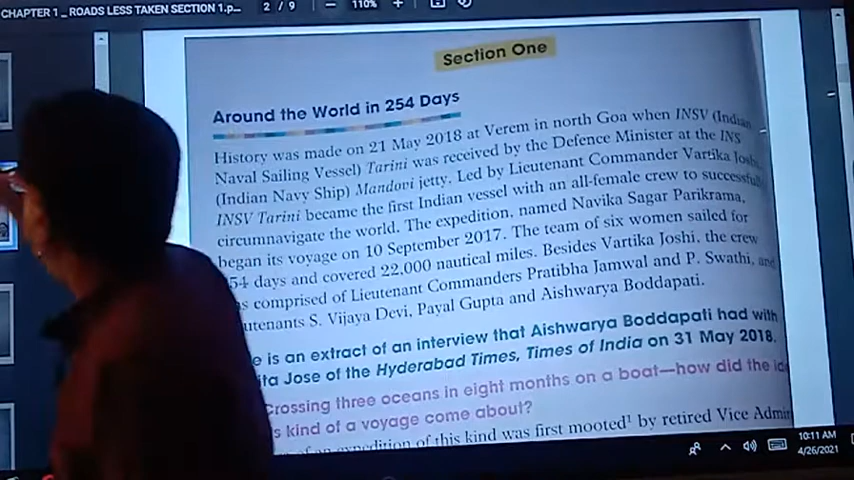 CHAPTER 1 _ ROADS LESS TAKEN SECTION 1.p...
2 / 9
110%
Section One
Around the World in 254 Days
History was made on 21 May 2018 at Verem in north Goa when INSV (Indian
Naval Sailing Vessel) Tarini was received by the Defence Minister at the INS
(Indian Navy Ship) Mandovi jetty. Led by Lieutenant Commander Vartika Joshi,
INSV Tarini became the first Indian vessel with an all-female crew to successfully
circumnavigate the world. The expedition, named Navika Sagar Parikrama,
began its voyage on 10 September 2017. The team of six women sailed for
54 days and covered 22,000 nautical miles. Besides Vartika Joshi, the crew
comprised of Lieutenant Commanders Pratibha Jamwal and P. Swathi, and
utenants S. Vijaya Devi, Payal Gupta and Aishwarya Boddapati.
e is an extract of an interview that Aishwarya Boddapati had with
ita Jose of the Hyderabad Times, Times of India on 31 May 2018.
Crossing three oceans in eight months on a boat—how did the
s kind of a voyage come about?
of an expedition of this kind was first mooted¹ by retired Vice Admi
10:11 AM
4/26/2021